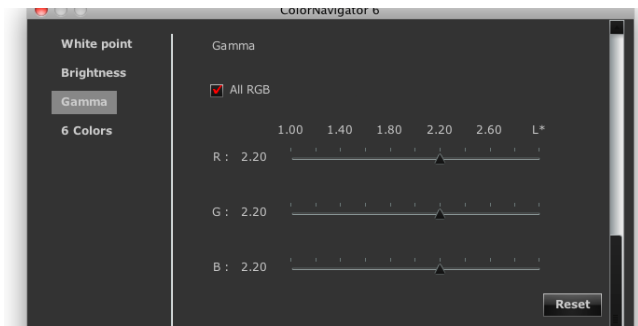 ColorNavigator 6
White point
Brightness
Gamma
6 Colors
Gamma
All RGB
1.00 1.40 1.80 2.20 2.60 L*
R : 2.20
G : 2.20
B : 2.20
Reset